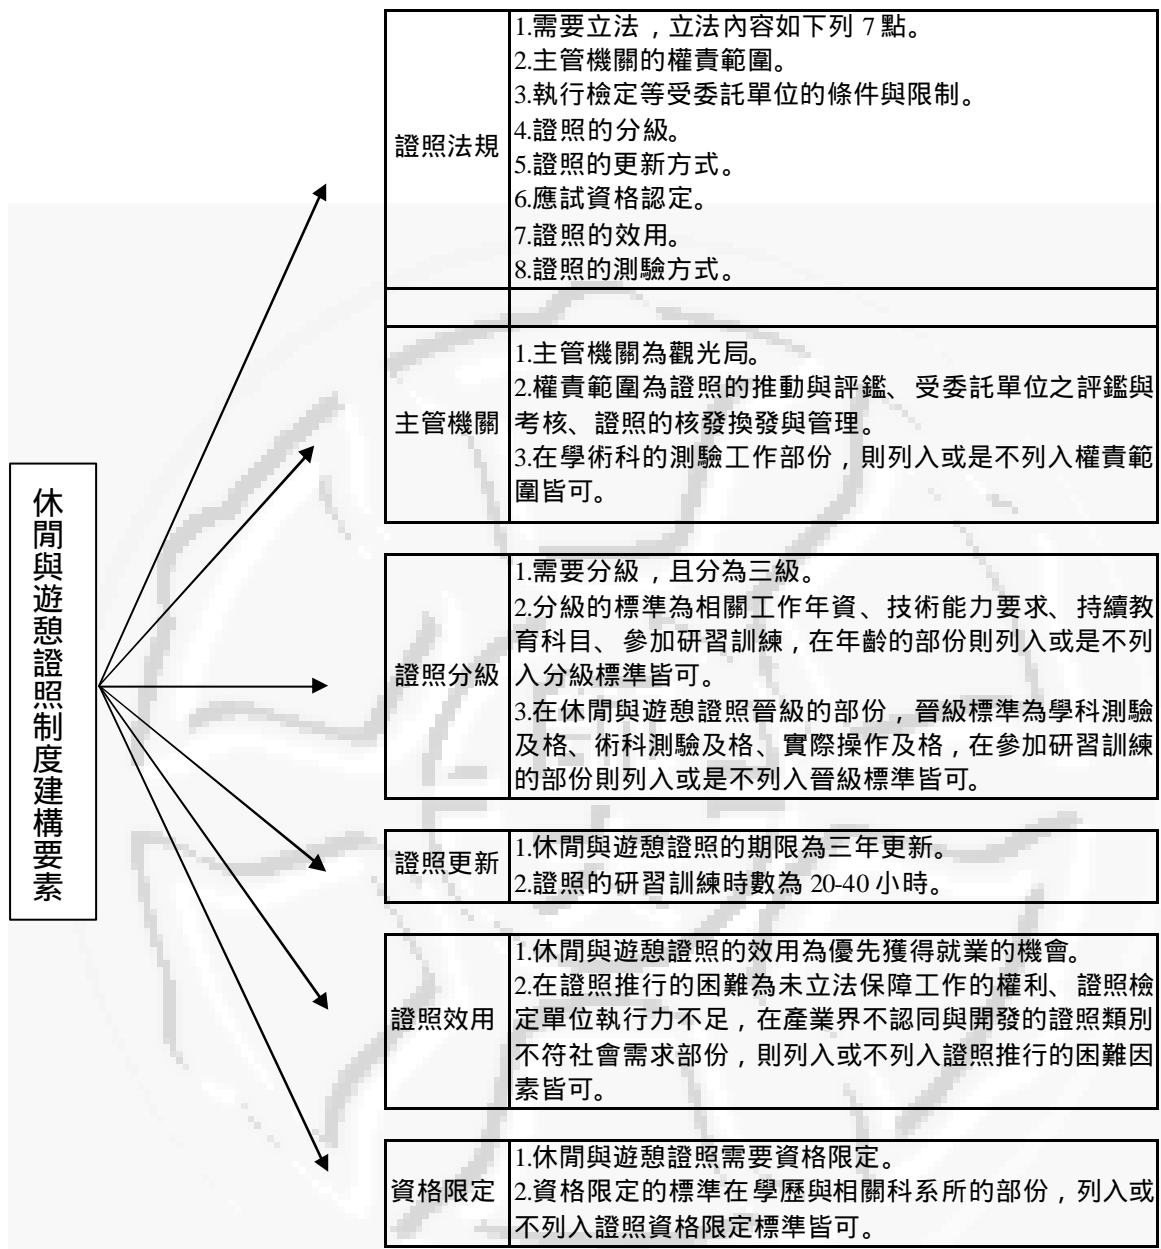 休閒與遊憩證照制度建構要素
證照法規
1.需要立法，立法內容如下列 7 點。
2.主管機關的權責範圍。
3.執行檢定等受委託單位的條件與限制。
4.證照的分級。
5.證照的更新方式。
6.應試資格認定。
7.證照的效用。
8.證照的測驗方式。
主管機關
1.主管機關為觀光局。
2.權責範圍為證照的推動與評鑑、受委託單位之評鑑與
考核、證照的核發換發與管理。
3.在學術科的測驗工作部份，則列入或是不列入權責範
圍皆可。
證照分級
1.需要分級，且分為三級。
2.分級的標準為相關工作年資、技術能力要求、持續教
育科目、參加研習訓練，在年齡的部份則列入或是不列
入分級標準皆可。
3.在休閒與遊憩證照晉級的部份，晉級標準為學科測驗
及格、術科測驗及格、實際操作及格，在參加研習訓練
的部份則列入或是不列入晉級標準皆可。
證照更新
1.休閒與遊憩證照的期限為三年更新。
2.證照的研習訓練時數為 20-40 小時。
證照效用
1.休閒與遊憩證照的效用為優先獲得就業的機會。
2.在證照推行的困難為未立法保障工作的權利、證照檢
定單位執行力不足，在產業界不認同與開發的證照類別
不符社會需求部份，則列入或不列入證照推行的困難因
素皆可。
資格限定
1.休閒與遊憩證照需要資格限定。
2.資格限定的標準在學歷與相關科系所的部份，列入或
不列入證照資格限定標準皆可。